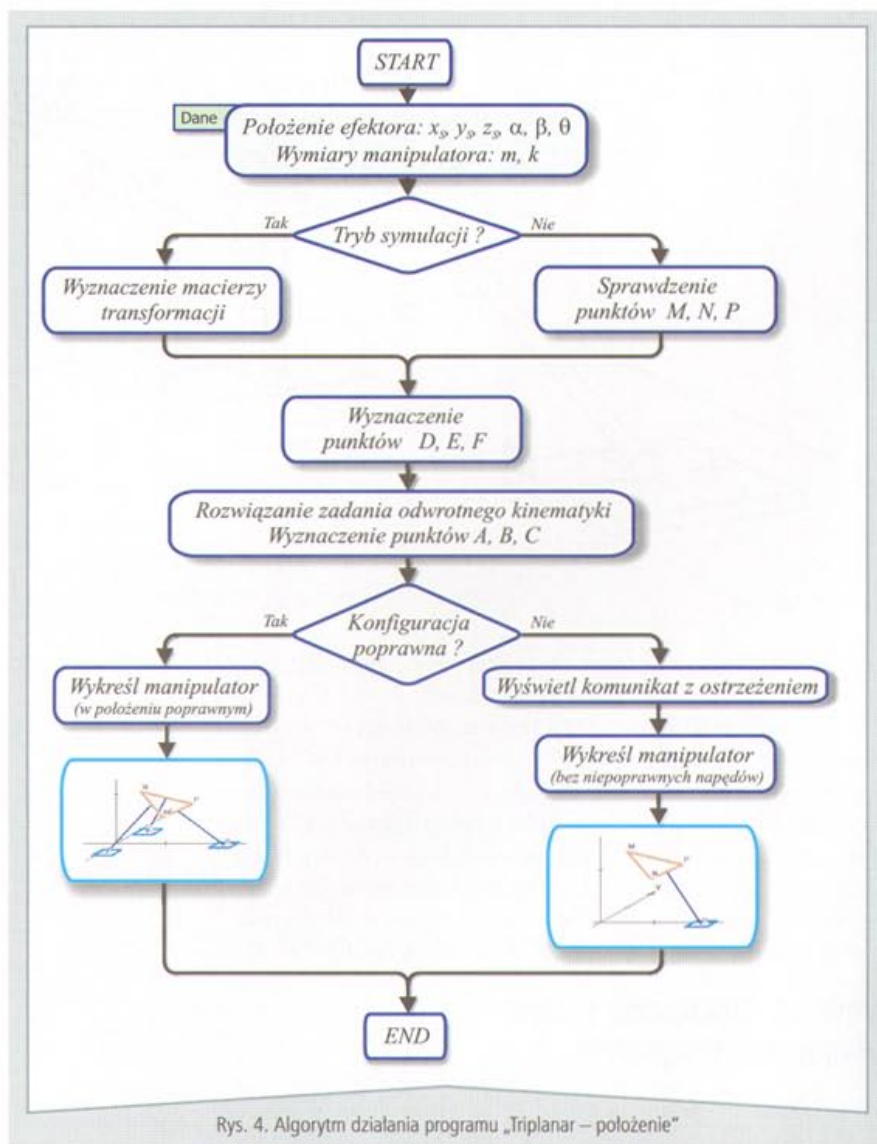 START
Dane
Położenie efektora: xₛ, yₛ, zₛ, α, β, θ
Wymiary manipulatora: m, k
Tak
Tryb symulacji ?
Nie
Wyznaczenie macierzy
transformacji
Sprawdzenie
punktów M, N, P
Wyznaczenie
punktów D, E, F
Rozwiązanie zadania odwrotnego kinematyki
Wyznaczenie punktów A, B, C
Tak
Konfiguracja
poprawna ?
Nie
Wykreśl manipulator
(w położeniu poprawnym)
Wyświetl komunikat z ostrzeżeniem
Wykreśl manipulator
(bez niepoprawnych napędów)
M
P
END
Rys. 4. Algorytm działania programu „Triplanar – położenie”